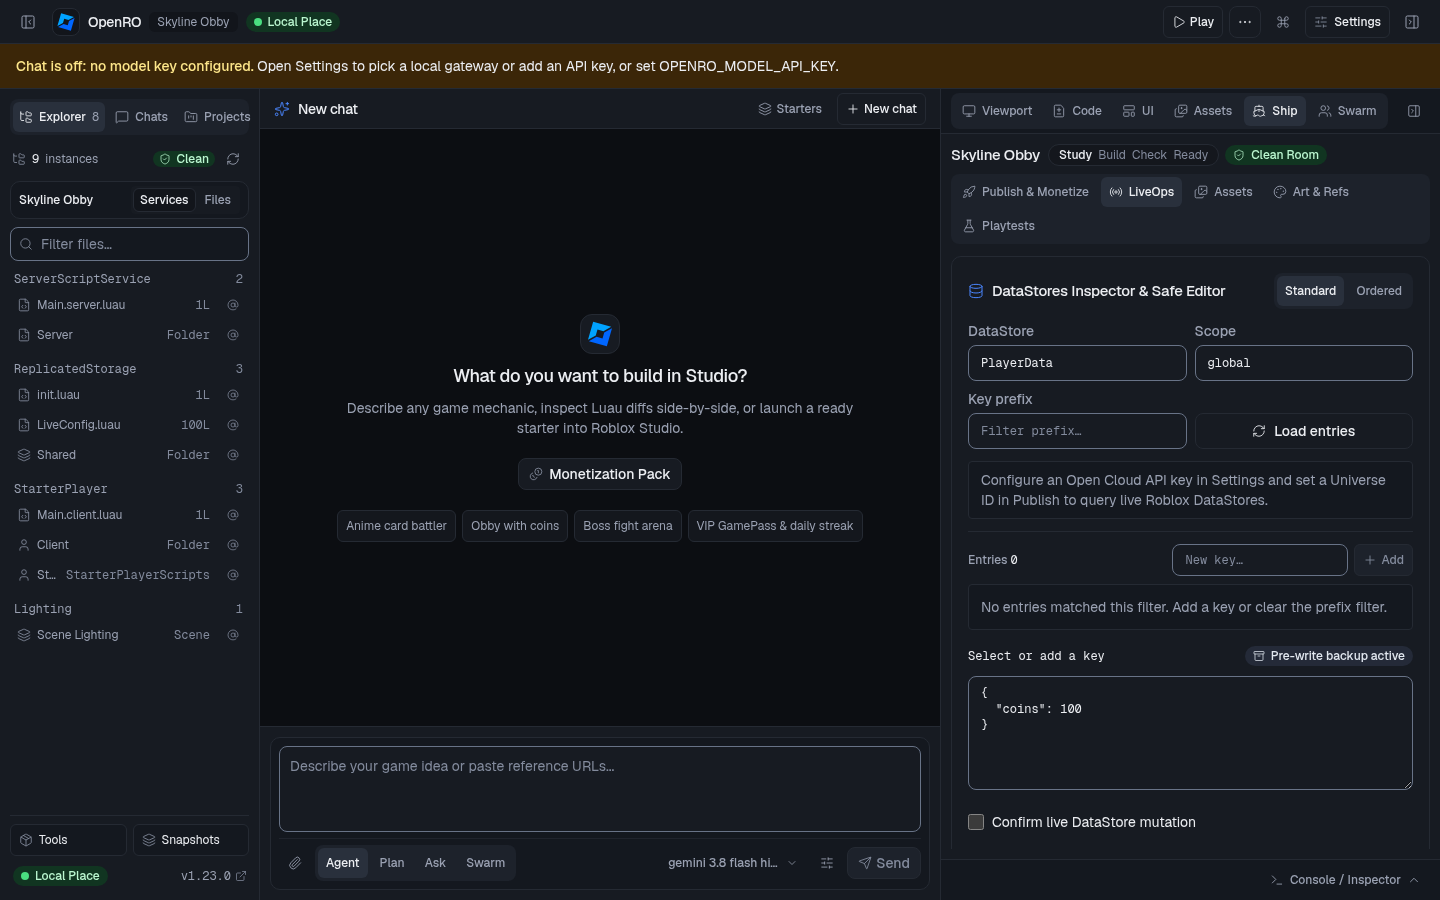 OpenRO Skyline Obby Local Place Play Settings
Chat is off: no model key configured. Open Settings to pick a local gateway or add an API key, or set OPENRO_MODEL_API_KEY.
Explorer 8 Chats Projects
9 instances Clean
Skyline Obby Services Files
Filter files...
ServerScriptService 2
Main.server.luau 1L @
Server Folder @
ReplicatedStorage 3
init.luau 1L @
LiveConfig.luau 100L @
Shared Folder @
StarterPlayer 3
Main.client.luau 1L @
Client Folder @
St... StarterPlayerScripts @
Lighting 1
Scene Lighting Scene @
Tools Snapshots
Local Place v1.23.0
New chat Starters New chat
What do you want to build in Studio?
Describe any game mechanic, inspect Luau diffs side-by-side, or launch a ready
starter into Roblox Studio.
Monetization Pack
Anime card battler Obby with coins Boss fight arena VIP GamePass & daily streak
Describe your game idea or paste reference URLs...
Agent Plan Ask Swarm gemini 3.8 flash hi... Send
Viewport Code UI Assets Ship Swarm
Skyline Obby Study Build Check Ready Clean Room
Publish & Monetize LiveOps Assets Art & Refs
Playtests
DataStores Inspector & Safe Editor Standard Ordered
DataStore Scope
PlayerData global
Key prefix
Filter prefix... Load entries
Configure an Open Cloud API key in Settings and set a Universe
ID in Publish to query live Roblox DataStores.
Entries 0 New key... Add
No entries matched this filter. Add a key or clear the prefix filter.
Select or add a key Pre-write backup active
{
"coins": 100
}
Confirm live DataStore mutation
Console / Inspector